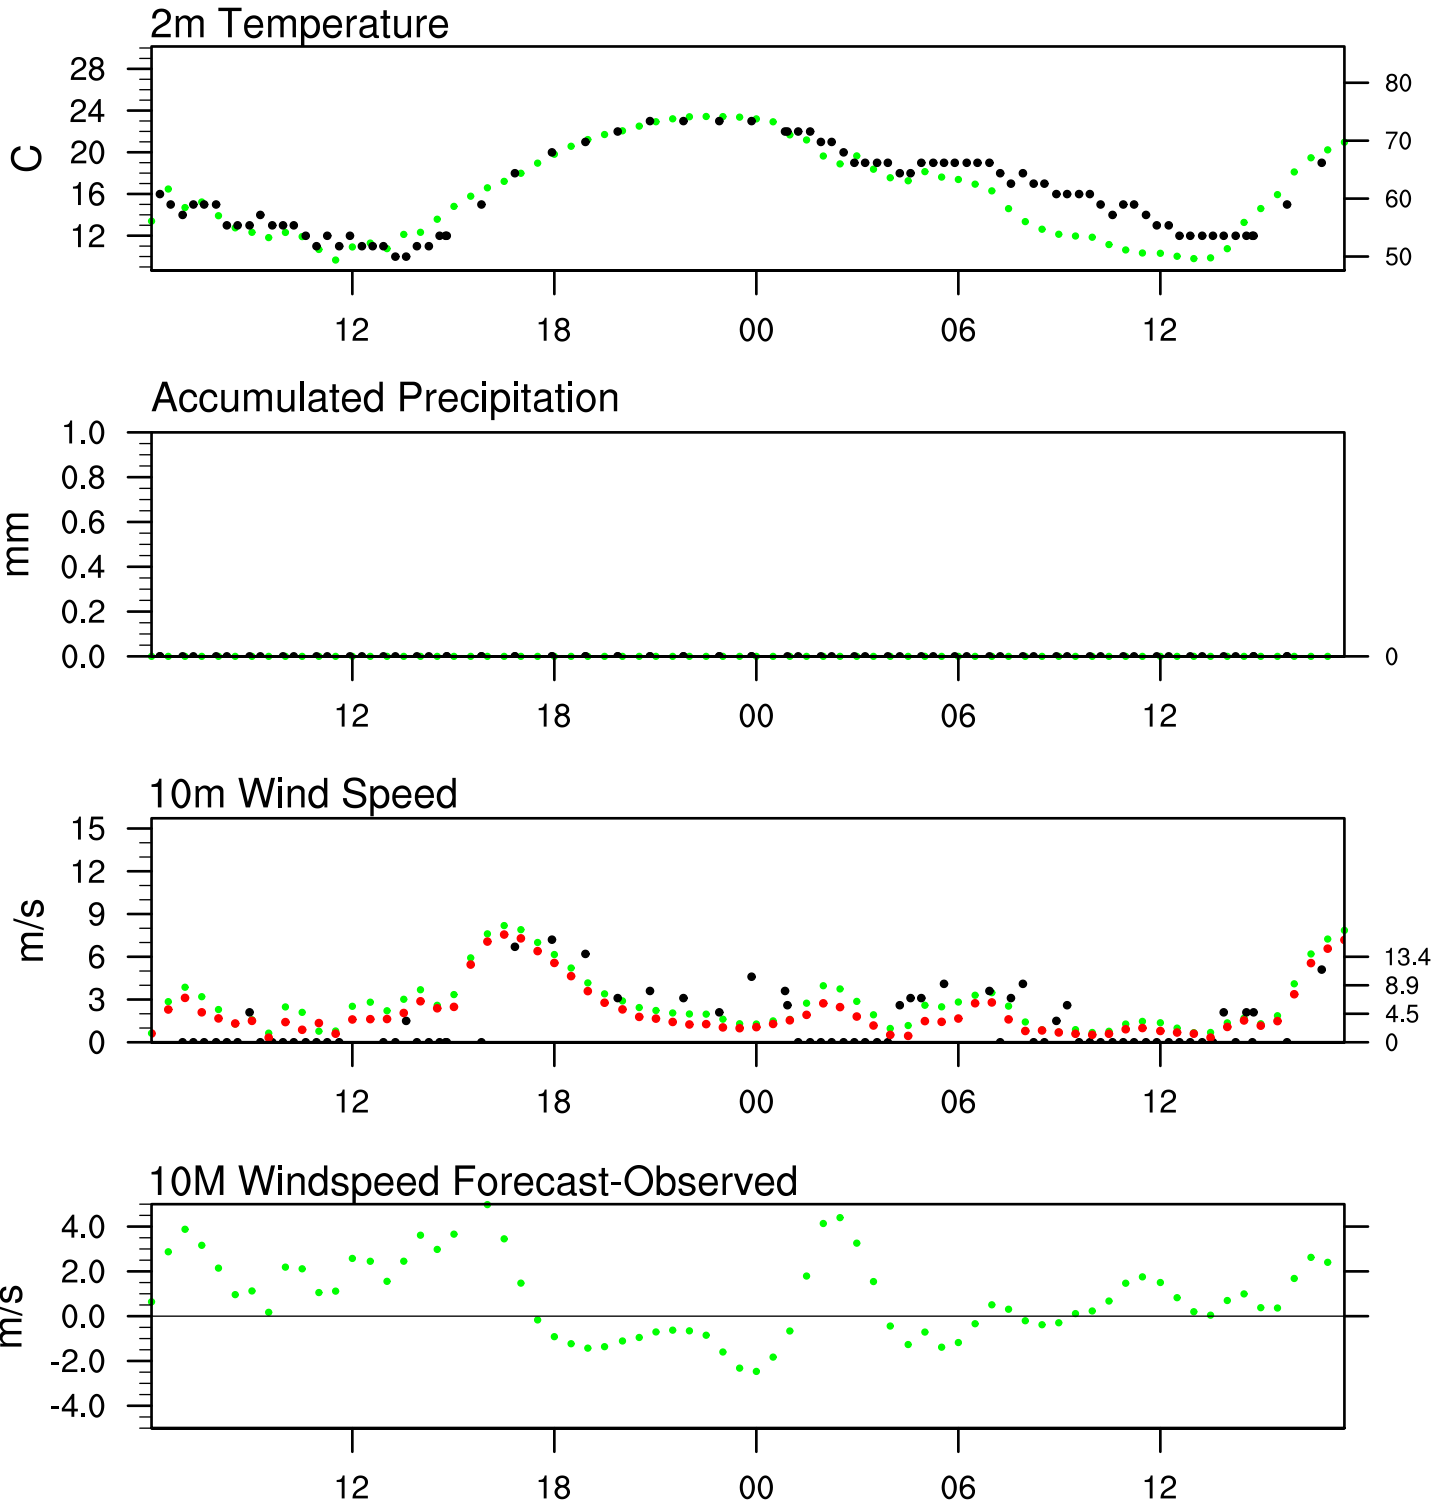 2m Temperature
28
24
20
16
12
C
80
70
60
50
12 18 00 06 12
Accumulated Precipitation
1.0
0.8
0.6
0.4
0.2
0.0
mm
0
12 18 00 06 12
10m Wind Speed
15
12
9
6
3
0
m/s
13.4
8.9
4.5
0
12 18 00 06 12
10M Windspeed Forecast-Observed
4.0
2.0
0.0
-2.0
-4.0
m/s
12 18 00 06 12